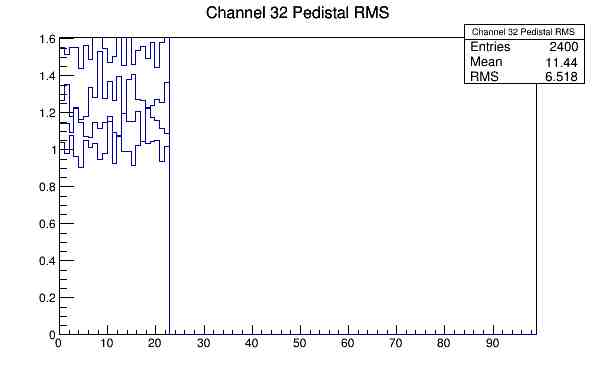 Channel 32 Pedistal RMS
Channel 32 Pedistal RMS
Entries 2400
Mean 11.44
RMS 6.518
1.6
1.4
1.2
1
0.8
0.6
0.4
0.2
0
0 10 20 30 40 50 60 70 80 90